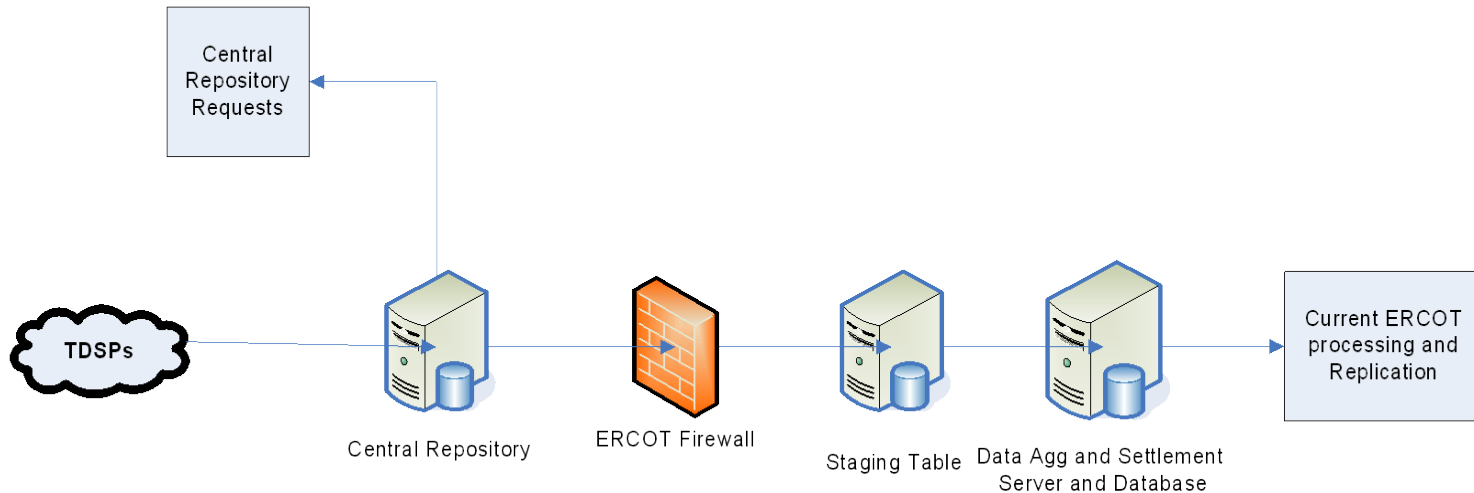 Central
Repository
Requests
TDSPs
Central Repository
ERCOT Firewall
Staging Table
Data Agg and Settlement
Server and Database
Current ERCOT
processing and
Replication